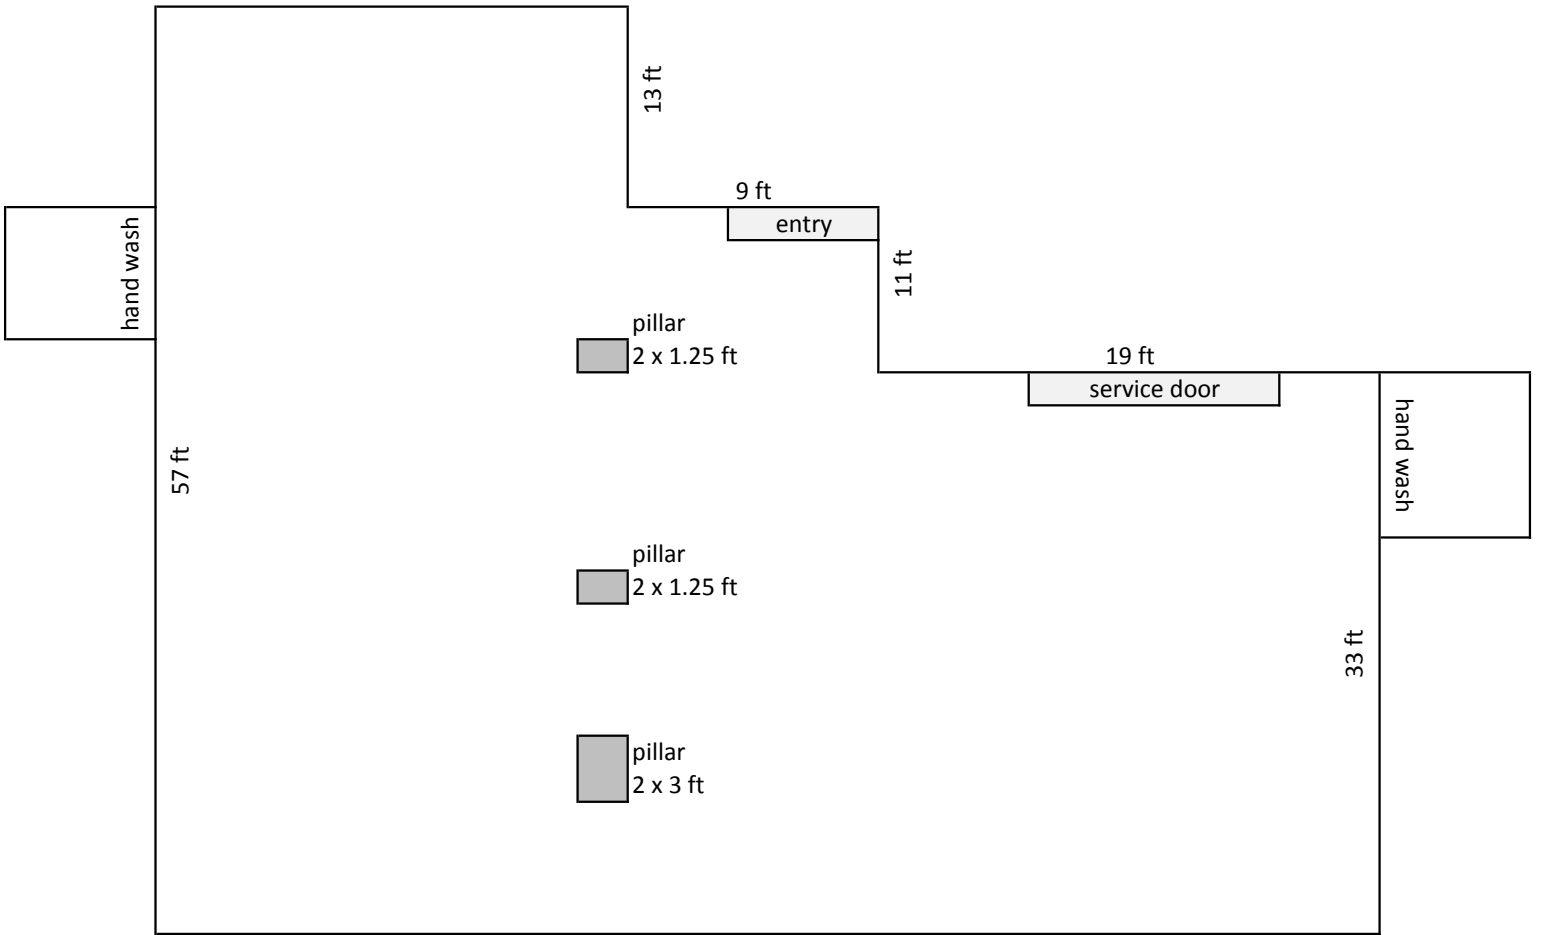 13 ft
9 ft
entry
hand wash
11 ft
pillar
2 x 1.25 ft
19 ft
service door
hand wash
57 ft
pillar
2 x 1.25 ft
33 ft
pillar
2 x 3 ft